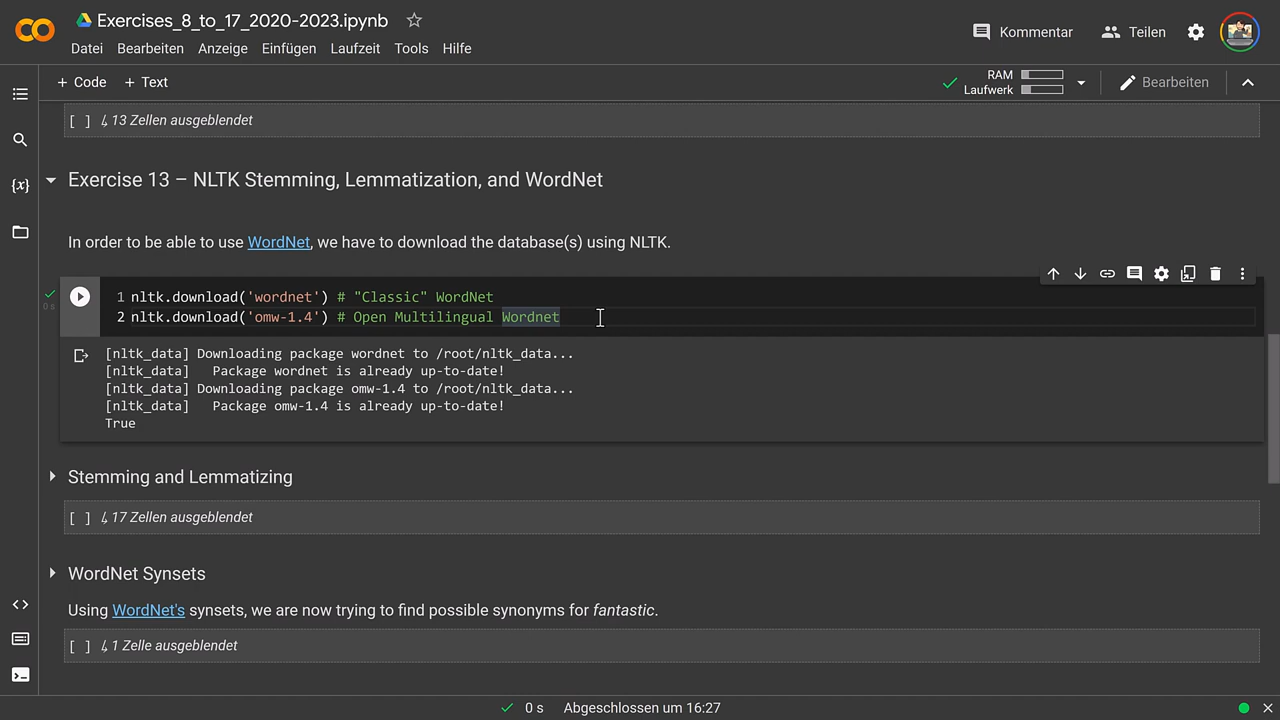 Exercises_8_to_17_2020-2023.ipynb
Datei Bearbeiten Anzeige Einfügen Laufzeit Tools Hilfe
Kommentar Teilen
+ Code + Text
RAM
Laufwerk
Bearbeiten
[ ] ↳ 13 Zellen ausgeblendet
Exercise 13 – NLTK Stemming, Lemmatization, and WordNet
In order to be able to use WordNet, we have to download the database(s) using NLTK.
0s
1 nltk.download('wordnet') # "Classic" WordNet
2 nltk.download('omw-1.4') # Open Multilingual Wordnet
[nltk_data] Downloading package wordnet to /root/nltk_data...
[nltk_data]   Package wordnet is already up-to-date!
[nltk_data] Downloading package omw-1.4 to /root/nltk_data...
[nltk_data]   Package omw-1.4 is already up-to-date!
True
Stemming and Lemmatizing
[ ] ↳ 17 Zellen ausgeblendet
WordNet Synsets
Using WordNet's synsets, we are now trying to find possible synonyms for fantastic.
[ ] ↳ 1 Zelle ausgeblendet
0 s Abgeschlossen um 16:27